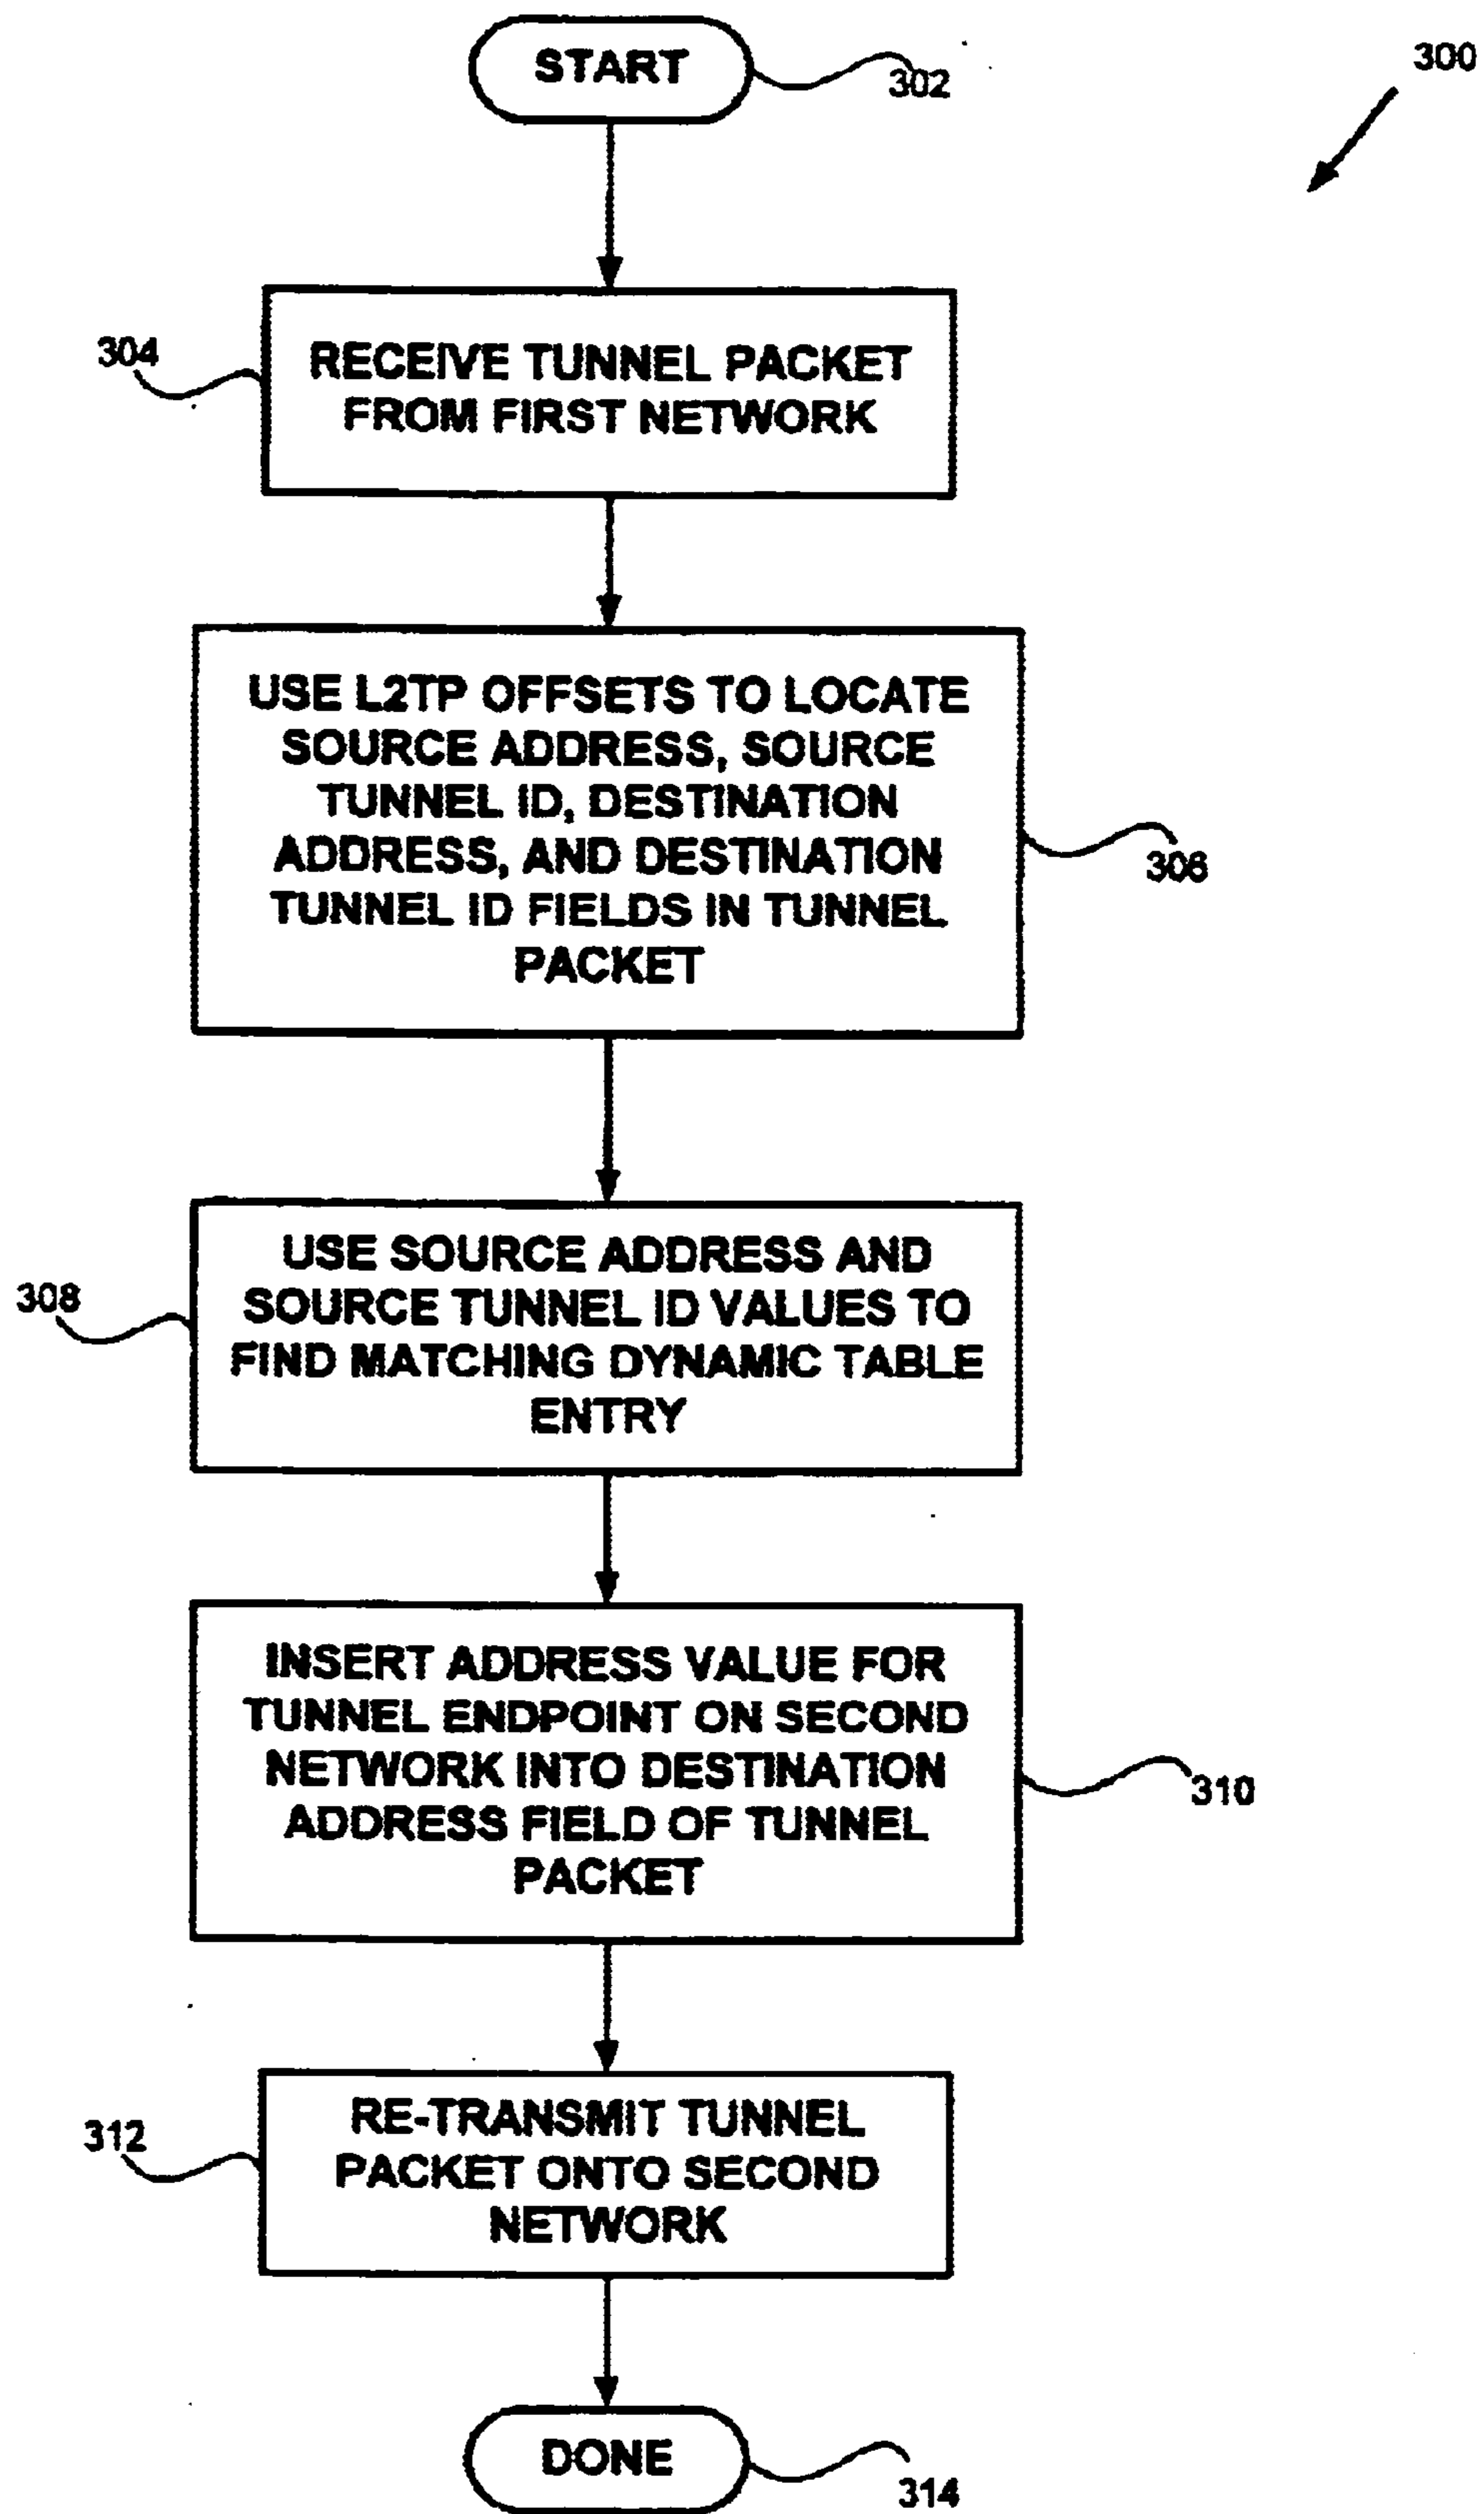 START
302
300
304
RECEIVE TUNNEL PACKET
FROM FIRST NETWORK
USE L2TP OFFSETS TO LOCATE
SOURCE ADDRESS, SOURCE
TUNNEL ID, DESTINATION
ADDRESS, AND DESTINATION
TUNNEL ID FIELDS IN TUNNEL
PACKET
306
308
USE SOURCE ADDRESS AND
SOURCE TUNNEL ID VALUES TO
FIND MATCHING DYNAMIC TABLE
ENTRY
INSERT ADDRESS VALUE FOR
TUNNEL ENDPOINT ON SECOND
NETWORK INTO DESTINATION
ADDRESS FIELD OF TUNNEL
PACKET
310
312
RE-TRANSMIT TUNNEL
PACKET ONTO SECOND
NETWORK
DONE
314